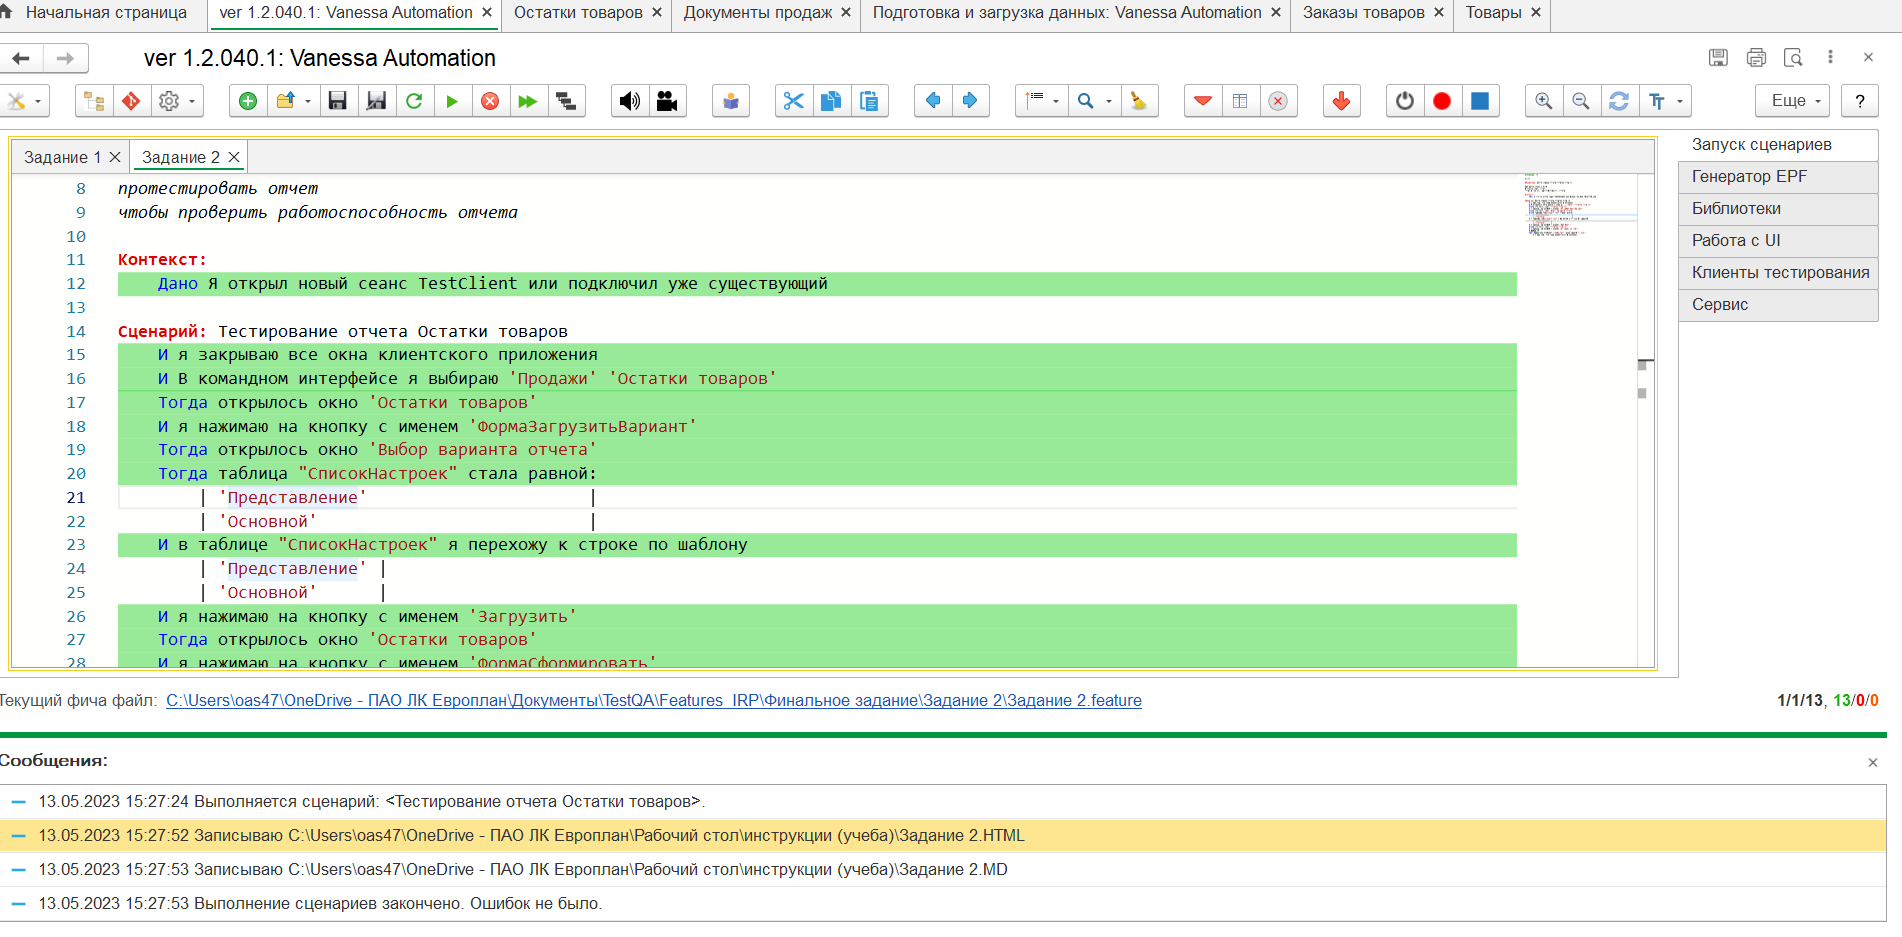 Начальная страница
ver 1.2.040.1: Vanessa Automation
Остатки товаров
Документы продаж
Подготовка и загрузка данных: Vanessa Automation
Заказы товаров
Товары
ver 1.2.040.1: Vanessa Automation
Еще
?
Задание 1
Задание 2
8 протестировать отчет
9 чтобы проверить работоспособность отчета
10
11 Контекст:
12 Дано Я открыл новый сеанс TestClient или подключил уже существующий
13
14 Сценарий: Тестирование отчета Остатки товаров
15 И я закрываю все окна клиентского приложения
16 И В командном интерфейсе я выбираю 'Продажи' 'Остатки товаров'
17 Тогда открылось окно 'Остатки товаров'
18 И я нажимаю на кнопку с именем 'ФормаЗагрузитьВариант'
19 Тогда открылось окно 'Выбор варианта отчета'
20 Тогда таблица "СписокНастроек" стала равной:
21 | 'Представление' |
22 | 'Основной' |
23 И в таблице "СписокНастроек" я перехожу к строке по шаблону
24 | 'Представление' |
25 | 'Основной' |
26 И я нажимаю на кнопку с именем 'Загрузить'
27 Тогда открылось окно 'Остатки товаров'
28 И я нажимаю на кнопку с именем 'ФормаСформировать'
Запуск сценариев
Генератор EPF
Библиотеки
Работа с UI
Клиенты тестирования
Сервис
Текущий фича файл: C:\Users\oas47\OneDrive - ПАО ЛК Европлан\Документы\TestQA\Features_IRP\Финальное задание\Задание 2\Задание 2.feature
1/1/13, 13/0/0
Сообщения:
13.05.2023 15:27:24 Выполняется сценарий: <Тестирование отчета Остатки товаров>.
13.05.2023 15:27:52 Записываю C:\Users\oas47\OneDrive - ПАО ЛК Европлан\Рабочий стол\инструкции (учеба)\Задание 2.HTML
13.05.2023 15:27:53 Записываю C:\Users\oas47\OneDrive - ПАО ЛК Европлан\Рабочий стол\инструкции (учеба)\Задание 2.MD
13.05.2023 15:27:53 Выполнение сценариев закончено. Ошибок не было.